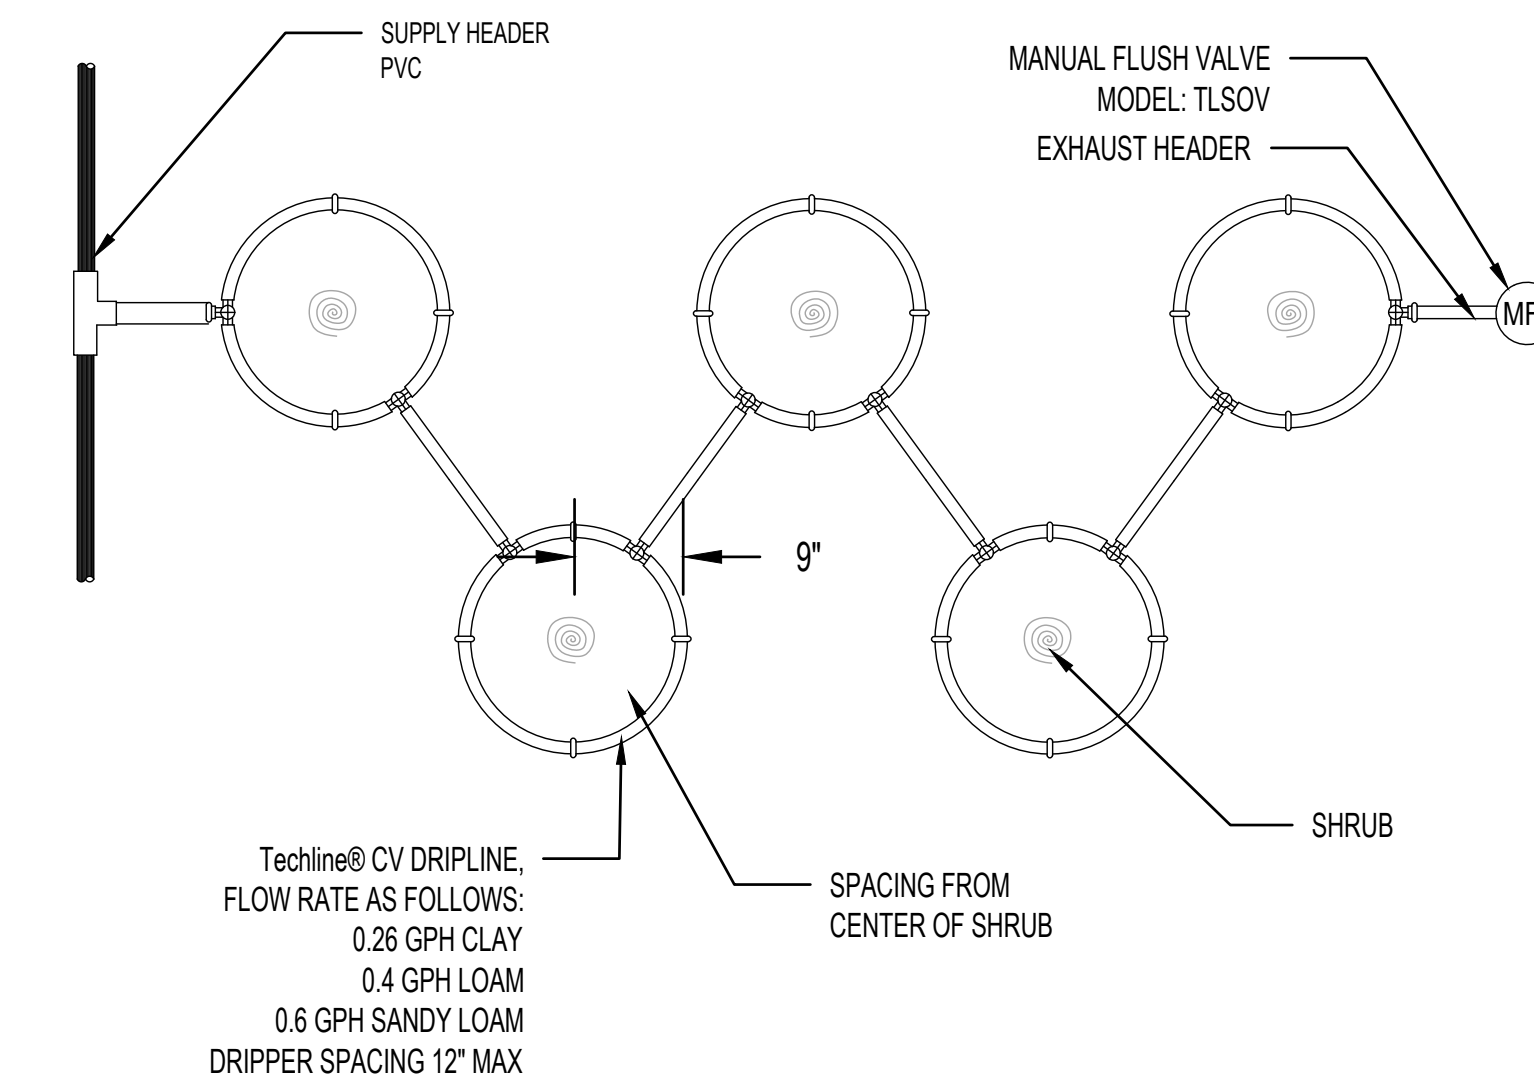 SUPPLY HEADER
PVC
MANUAL FLUSH VALVE
MODEL: TLSOV
EXHAUST HEADER
MF
9"
Techline® CV DRIPLINE,
FLOW RATE AS FOLLOWS:
0.26 GPH CLAY
0.4 GPH LOAM
0.6 GPH SANDY LOAM
DRIPPER SPACING 12" MAX
SPACING FROM
CENTER OF SHRUB
SHRUB